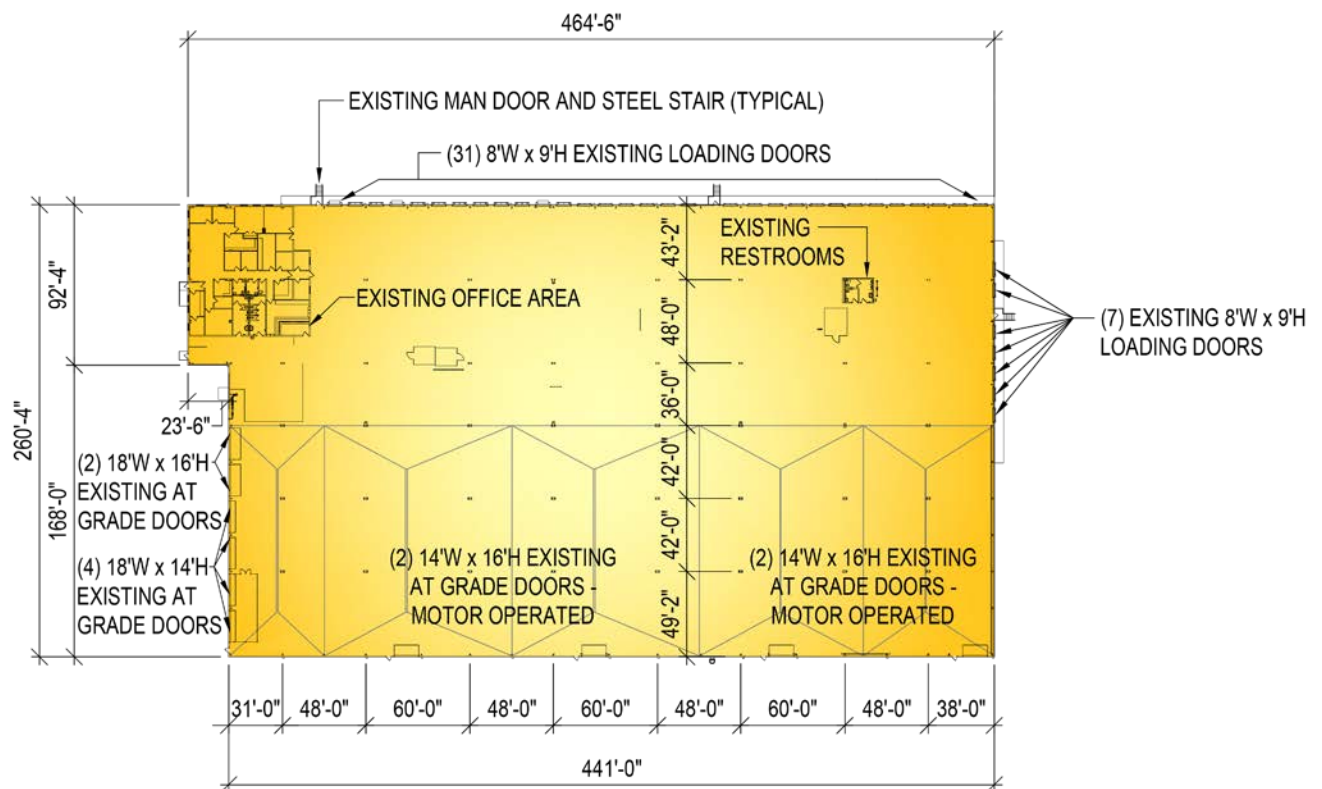 464'-6"
EXISTING MAN DOOR AND STEEL STAIR (TYPICAL)
(31) 8'W x 9'H EXISTING LOADING DOORS
92'-4"
260'-4"
168'-0"
23'-6"
EXISTING OFFICE AREA
EXISTING
RESTROOMS
(7) EXISTING 8'W x 9'H
LOADING DOORS
43'-2"
48'-0"
36'-0"
42'-0"
42'-0"
49'-2"
(2) 18'W x 16'H
EXISTING AT
GRADE DOORS
(4) 18'W x 14'H
EXISTING AT
GRADE DOORS
(2) 14'W x 16'H EXISTING
AT GRADE DOORS -
MOTOR OPERATED
(2) 14'W x 16'H EXISTING
AT GRADE DOORS -
MOTOR OPERATED
31'-0"
48'-0"
60'-0"
48'-0"
60'-0"
48'-0"
60'-0"
48'-0"
38'-0"
441'-0"